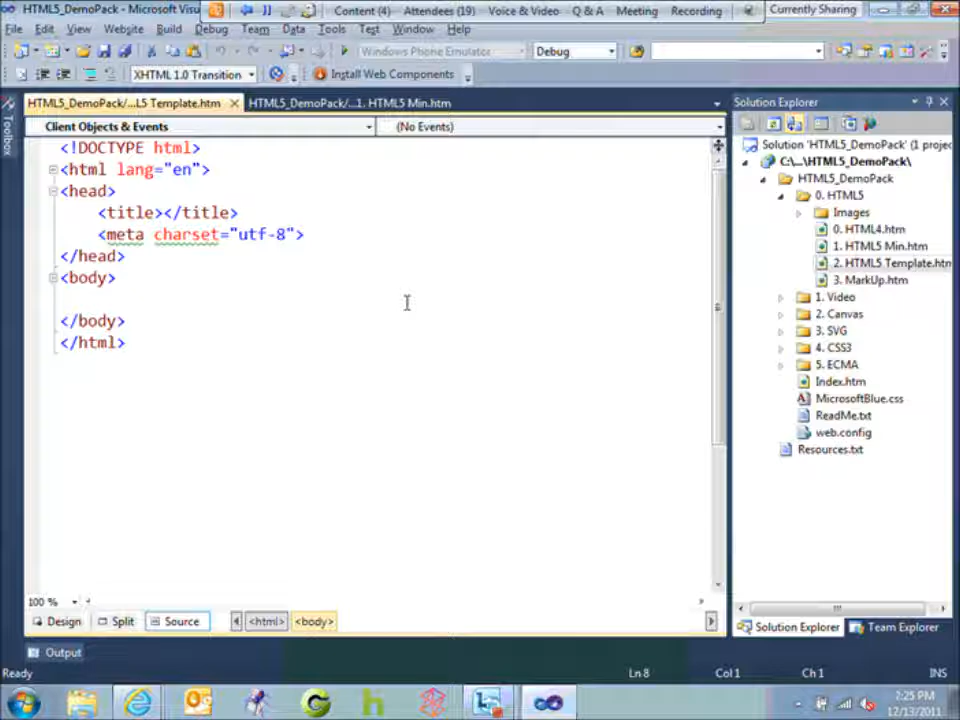 HTML5_DemoPack - Microsoft Visu
Content (4) Attendees (19) Voice & Video Q & A Meeting Recording Currently Sharing
File Edit View Website Build Debug Team Data Tools Test Window Help
Windows Phone Emulator Debug
XHTML 1.0 Transition Install Web Components
HTML5_DemoPack/...L5 Template.htm HTML5_DemoPack/...1. HTML5 Min.htm
Client Objects & Events (No Events)
<!DOCTYPE html>
<html lang="en">
<head>
<title></title>
<meta charset="utf-8">
</head>
<body>
</body>
</html>
100 %
Design Split Source <html> <body>
Toolbox
Solution Explorer
Solution 'HTML5_DemoPack' (1 projec
C:\...\HTML5_DemoPack\
HTML5_DemoPack
0. HTML5
Images
0. HTML4.htm
1. HTML5 Min.htm
2. HTML5 Template.htm
3. MarkUp.htm
1. Video
2. Canvas
3. SVG
4. CSS3
5. ECMA
Index.htm
MicrosoftBlue.css
ReadMe.txt
web.config
Resources.txt
Solution Explorer Team Explorer
Output
Ready Ln 8 Col 1 Ch 1 INS
2:25 PM
12/13/2011